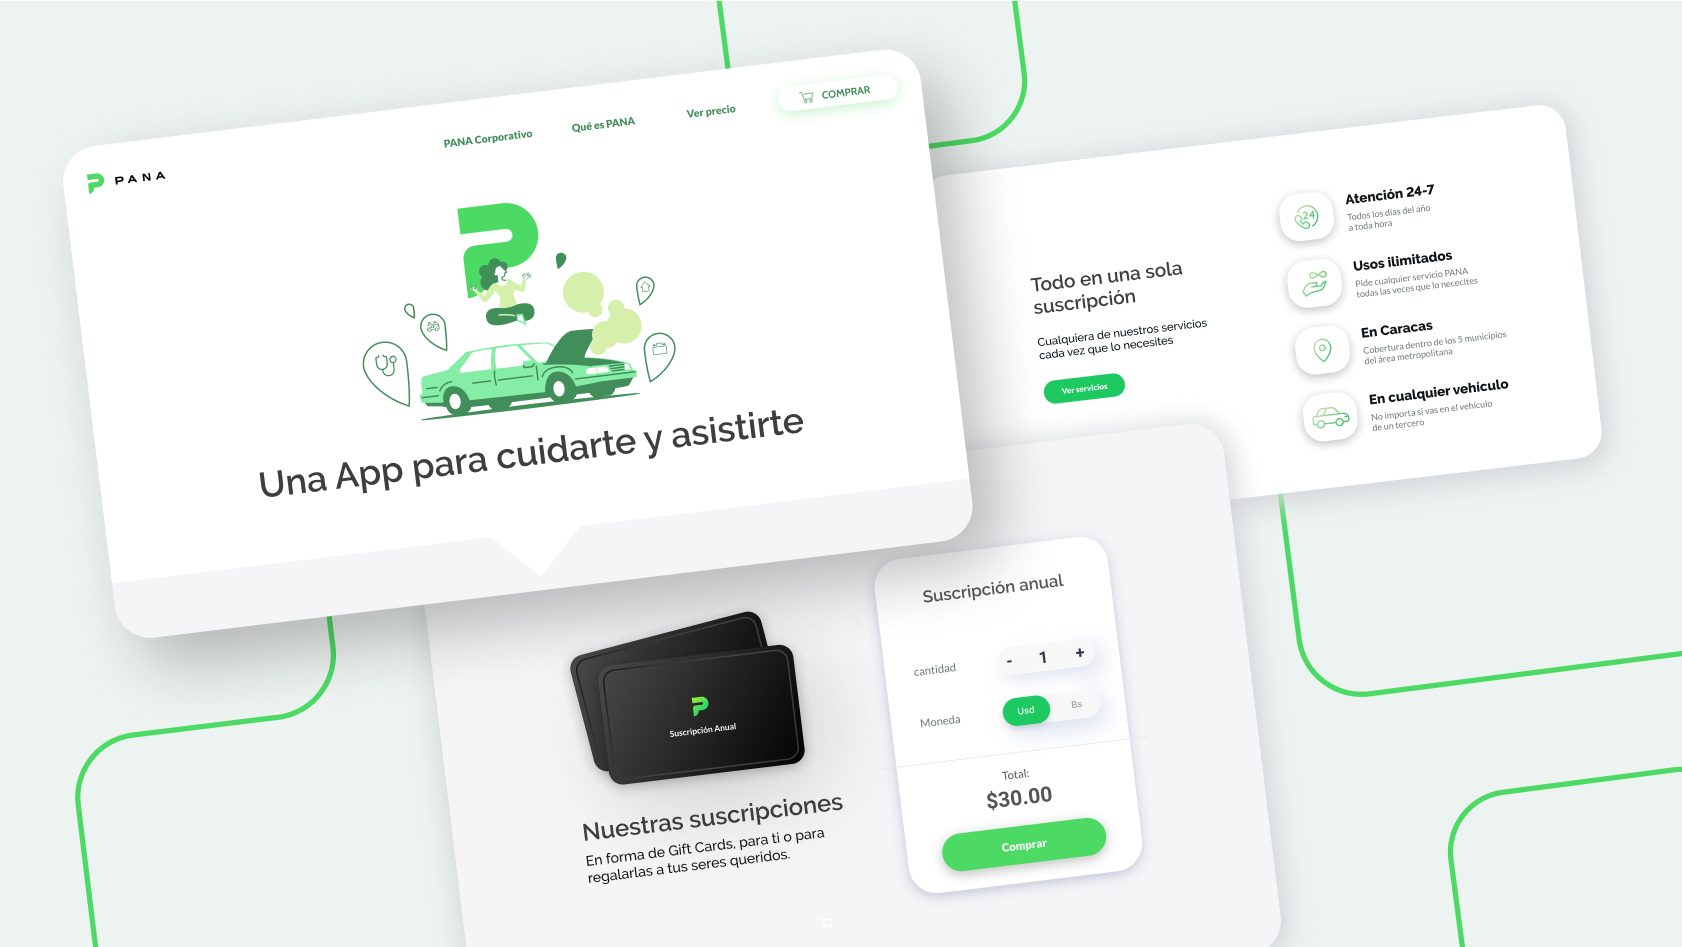 PANA
PANA Corporativo
Qué es PANA
Ver precio
COMPRAR
Una App para cuidarte y asistirte
Todo en una sola
suscripción
Cualquiera de nuestros servicios
cada vez que lo necesites
Ver servicios
24
Atención 24-7
Todos los días del año
a toda hora
Usos ilimitados
Pide cualquier servicio PANA
todas las veces que lo nececites
En Caracas
Cobertura dentro de los 5 municipios
del área metropolitana
En cualquier vehículo
No importa si vas en el vehículo
de un tercero
Suscripción Anual
Nuestras suscripciones
En forma de Gift Cards, para ti o para
regalarlas a tus seres queridos.
Suscripción anual
cantidad
- 1 +
Moneda
Usd Bs
Total:
$30.00
Comprar